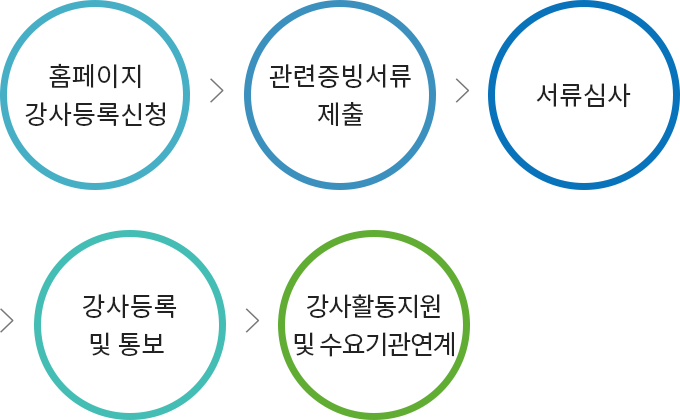 홈페이지
강사등록신청
관련증빙서류
제출
서류심사
강사등록
및 통보
강사활동지원
및 수요기관연계